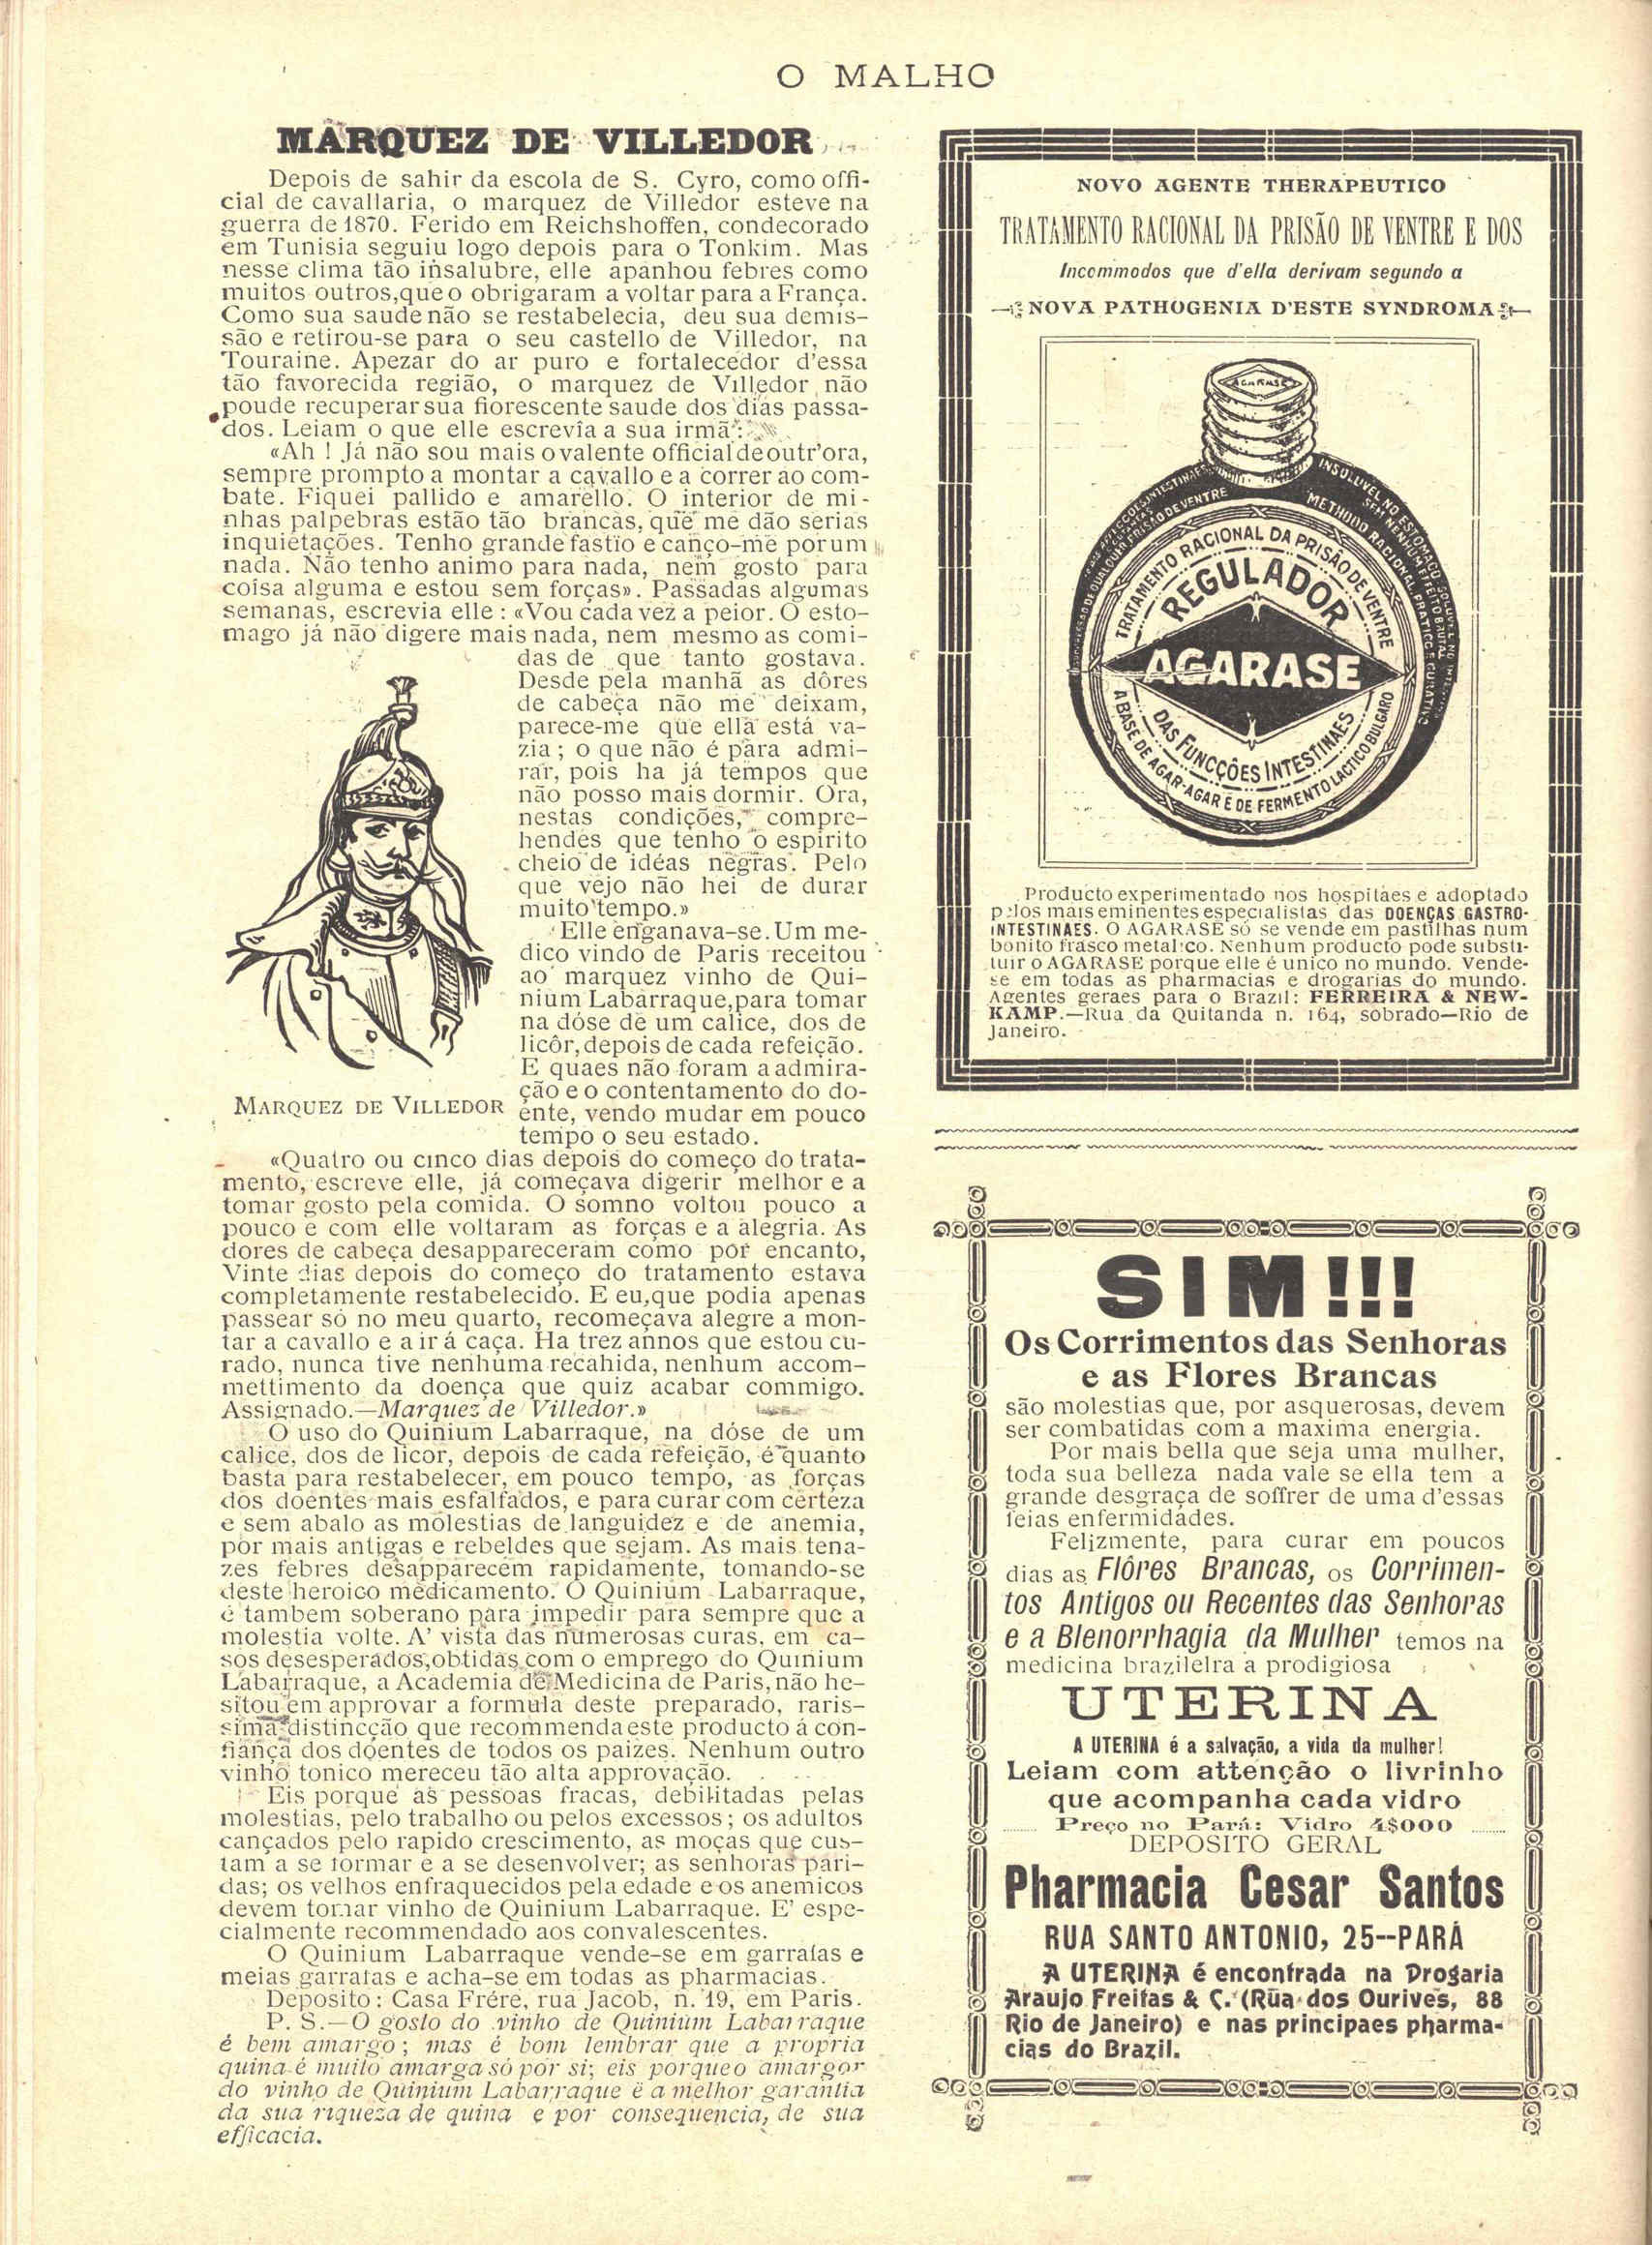 O MALHO
MARQUEZ DE VILLEDOR
Depois de sahir da escola de S. Cyro, como offi-
cial de cavallaria, o marquez de Villedor esteve na
guerra de 1870. Ferido em Reichshoffen, condecorado
em Tunisia seguiu logo depois para o Tonkim. Mas
nesse clima tão insalubre, elle apanhou febres como
muitos outros, que o obrigaram a voltar para a França.
Como sua saude não se restabelecia, deu sua demis-
são e retirou-se para o seu castello de Villedor, na
Touraine. Apezar do ar puro e fortalecedor d'essa
tão favorecida região, o marquez de Villedor não
poude recuperar sua fiorescente saude dos dias passa-
dos. Leiam o que elle escrevia a sua irmã:
«Ah ! Já não sou mais o valente official de outr'ora,
sempre prompto a montar a cavallo e a correr ao com-
bate. Fiquei pallido e amarello. O interior de mi-
nhas palpebras estão tão brancas, que me dão serias
inquietações. Tenho grande fastio e canço-me por um
nada. Não tenho animo para nada, nem gosto para
coisa alguma e estou sem forças». Passadas algumas
semanas, escrevia elle : «Vou cada vez a peior. O esto-
mago já não digere mais nada, nem mesmo as comi-
das de que tanto gostava.
Desde pela manhã as dôres
de cabeça não me deixam,
parece-me que ella está va-
zia ; o que não é para admi-
rar, pois ha já tempos que
não posso mais dormir. Ora,
nestas condições, compre-
hendes que tenho o espirito
cheio de idéas negras. Pelo
que vejo não hei de durar
muito tempo.»
Elle enganava-se. Um me-
dico vindo de Paris receitou
ao marquez vinho de Qui-
nium Labarraque, para tomar
na dóse de um calice, dos de
licôr, depois de cada refeição.
E quaes não foram a admira-
ção e o contentamento do do-
ente, vendo mudar em pouco
tempo o seu estado.
MARQUEZ DE VILLEDOR
«Quatro ou cinco dias depois do começo do trata-
mento, escreve elle, já começava digerir melhor e a
tomar gosto pela comida. O somno voltou pouco a
pouco e com elle voltaram as forças e a alegria. As
dores de cabeça desappareceram como por encanto,
Vinte dias depois do começo do tratamento estava
completamente restabelecido. E eu, que podia apenas
passear só no meu quarto, recomeçava alegre a mon-
tar a cavallo e a ir á caça. Ha trez annos que estou cu-
rado, nunca tive nenhuma recahida, nenhum accom-
mettimento da doença que quiz acabar commigo.
Assignado.—Marquez de Villedor.»
O uso do Quinium Labarraque, na dóse de um
calice, dos de licor, depois de cada refeição, é quanto
basta para restabelecer, em pouco tempo, as forças
dos doentes mais esfalfados, e para curar com certeza
e sem abalo as molestias de languidez e de anemia,
por mais antigas e rebeldes que sejam. As mais tena-
zes febres desapparecem rapidamente, tomando-se
deste heroico medicamento. O Quinium Labarraque,
é tambem soberano para impedir para sempre que a
molestia volte. A' vista das numerosas curas, em ca-
sos desesperados, obtidas com o emprego do Quinium
Labarraque, a Academia de Medicina de Paris, não he-
sitou em approvar a formula deste preparado, raris-
sima distincção que recommenda este producto á con-
fiança dos doentes de todos os paizes. Nenhum outro
vinho tonico mereceu tão alta approvação.
Eis porque as pessoas fracas, debilitadas pelas
molestias, pelo trabalho ou pelos excessos ; os adultos
cançados pelo rapido crescimento, as moças que cus-
tam a se formar e a se desenvolver; as senhoras pari-
das; os velhos enfraquecidos pela edade e os anemicos
devem tomar vinho de Quinium Labarraque. E' espe-
cialmente recommendado aos convalescentes.
O Quinium Labarraque vende-se em garrafas e
meias garrafas e acha-se em todas as pharmacias.
Deposito : Casa Frére, rua Jacob, n. 19, em Paris.
P. S.—O gosto do vinho de Quinium Labarraque
é bem amargo ; mas é bom lembrar que a propria
quina é muito amarga só por si; eis porque o amargor
do vinho de Quinium Labarraque é a melhor garantia
da sua riqueza de quina e por consequencia, de sua
efficacia.
NOVO AGENTE THERAPEUTICO
TRATAMENTO RACIONAL DA PRISÃO DE VENTRE E DOS
Incommodos que d'ella derivam segundo a
NOVA PATHOGENIA D'ESTE SYNDROMA
AGARASE
INSOLUVEL NO ESTOMAGO, SOLUVEL NO
SEM NENHUM EFFEITO BRUTAL
METHODO RACIONAL, PRATICO E CURATIVO
TRATAMENTO RACIONAL DA PRISÃO DE VENTRE
REGULADOR
AGARASE
DAS FUNCÇÕES INTESTINAES
A BASE DE AGAR-AGAR E DE FERMENTO LACTICO BULGARO
Producto experimentado nos hospitaes e adoptado
pelos mais eminentes especialistas das DOENÇAS GASTRO-
INTESTINAES. O AGARASE só se vende em pastilhas num
bonito frasco metalico. Nenhum producto pode substi-
tuir o AGARASE porque elle é unico no mundo. Vende-
se em todas as pharmacias e drogarias do mundo.
Agentes geraes para o Brazil: FERREIRA & NEW-
KAMP.—Rua da Quitanda n. 164, sobrado—Rio de
Janeiro.
SIM!!!
Os Corrimentos das Senhoras
e as Flores Brancas
são molestias que, por asquerosas, devem
ser combatidas com a maxima energia.
Por mais bella que seja uma mulher,
toda sua belleza nada vale se ella tem a
grande desgraça de soffrer de uma d'essas
feias enfermidades.
Felizmente, para curar em poucos
dias as Flôres Brancas, os Corrimen-
tos Antigos ou Recentes das Senhoras
e a Blenorrhagia da Mulher temos na
medicina brazileira a prodigiosa
UTERINA
A UTERINA é a salvação, a vida da mulher!
Leiam com attenção o livrinho
que acompanha cada vidro
Preço no Pará: Vidro 4$000
DEPOSITO GERAL
Pharmacia Cesar Santos
RUA SANTO ANTONIO, 25--PARÁ
A UTERINA é encontrada na Drogaria
Araujo Freitas & C. (Rua dos Ourives, 88
Rio de Janeiro) e nas principaes pharma-
cias do Brazil.